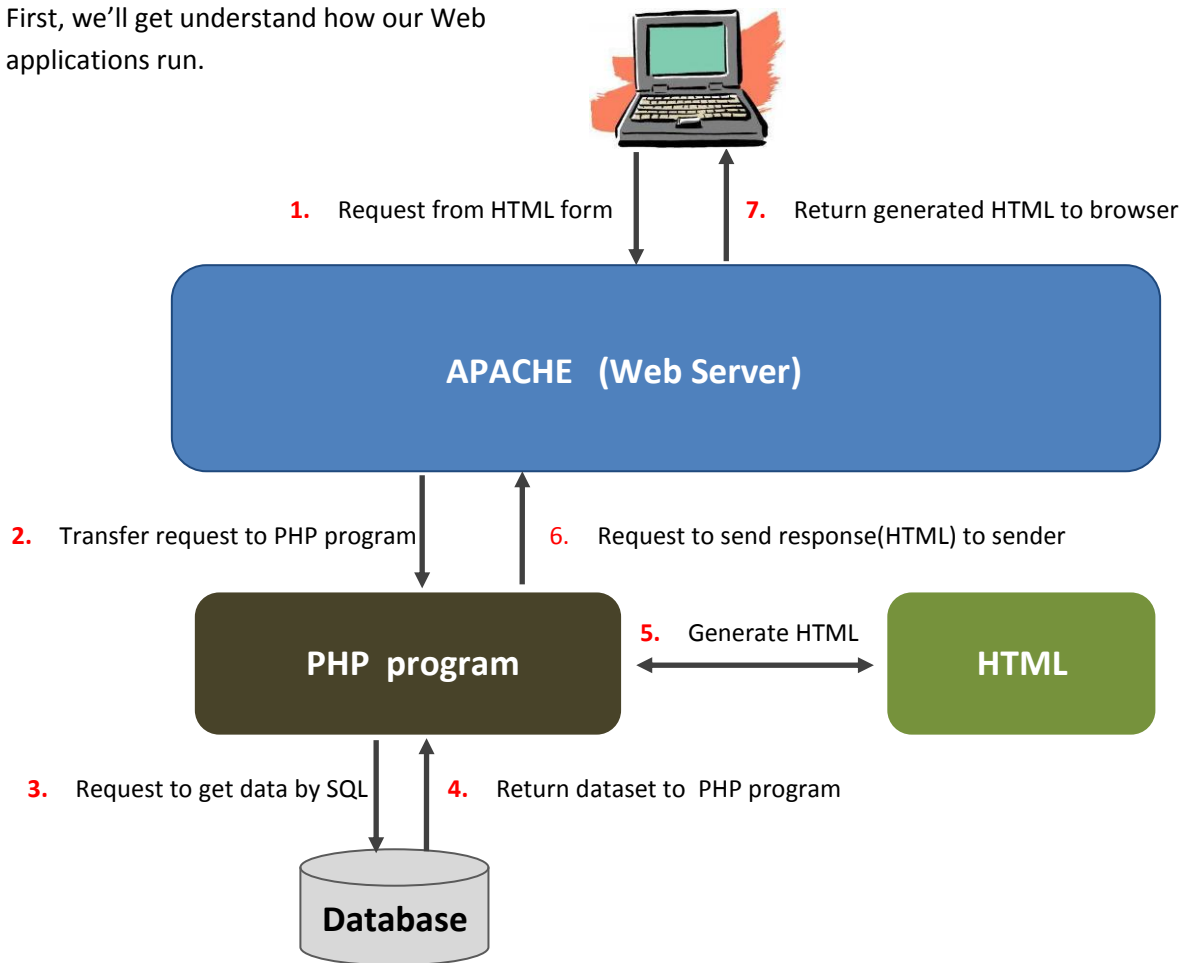 First, we'll get understand how our Web
applications run.
1. Request from HTML form
7. Return generated HTML to browser
APACHE (Web Server)
2. Transfer request to PHP program
6. Request to send response(HTML) to sender
5. Generate HTML
PHP program
HTML
3. Request to get data by SQL
4. Return dataset to PHP program
Database